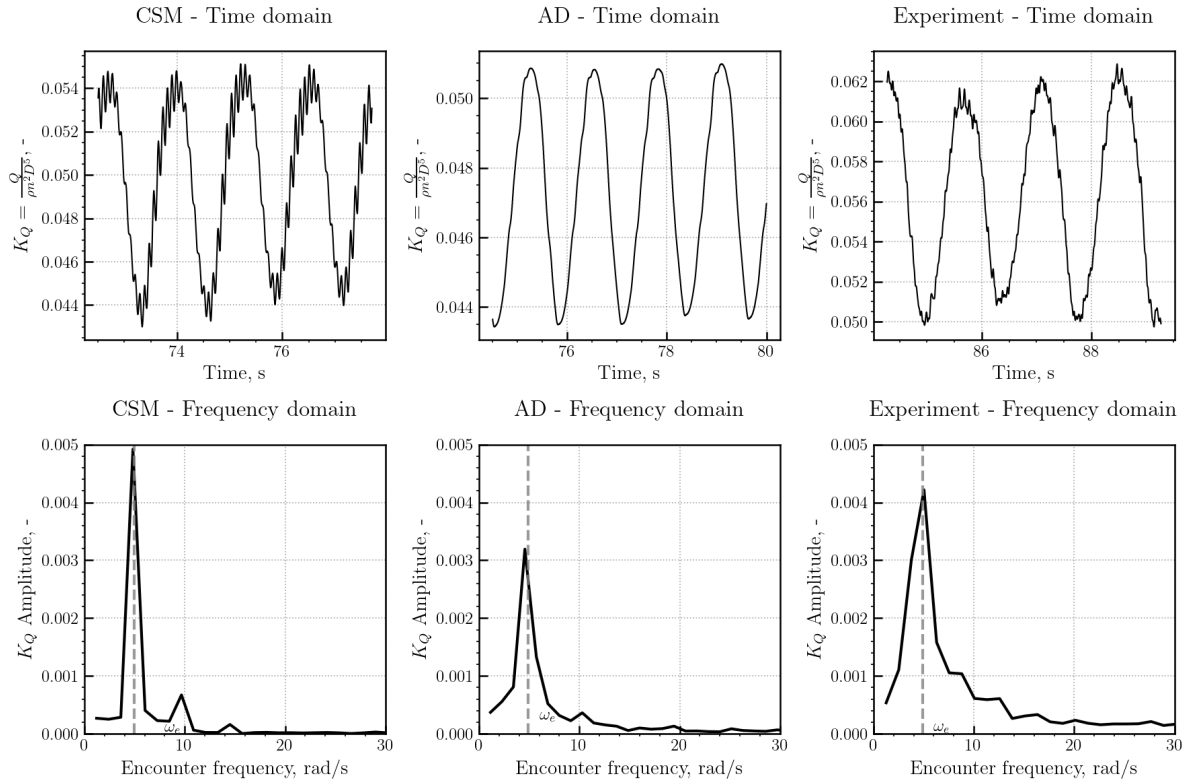 CSM - Time domain
AD - Time domain
Experiment - Time domain
0.054
0.052
0.050
0.048
0.046
0.044
K_Q = Q/ρn²D⁵, -
74
76
Time, s
0.050
0.048
0.046
0.044
K_Q = Q/ρn²D⁵, -
76
78
80
Time, s
0.062
0.060
0.058
0.056
0.054
0.052
0.050
K_Q = Q/ρn²D⁵, -
86
88
Time, s
CSM - Frequency domain
AD - Frequency domain
Experiment - Frequency domain
0.005
0.004
0.003
0.002
0.001
0.000
K_Q Amplitude, -
ω_e
0
10
20
30
Encounter frequency, rad/s
0.005
0.004
0.003
0.002
0.001
0.000
K_Q Amplitude, -
ω_e
0
10
20
30
Encounter frequency, rad/s
0.005
0.004
0.003
0.002
0.001
0.000
K_Q Amplitude, -
ω_e
0
10
20
30
Encounter frequency, rad/s